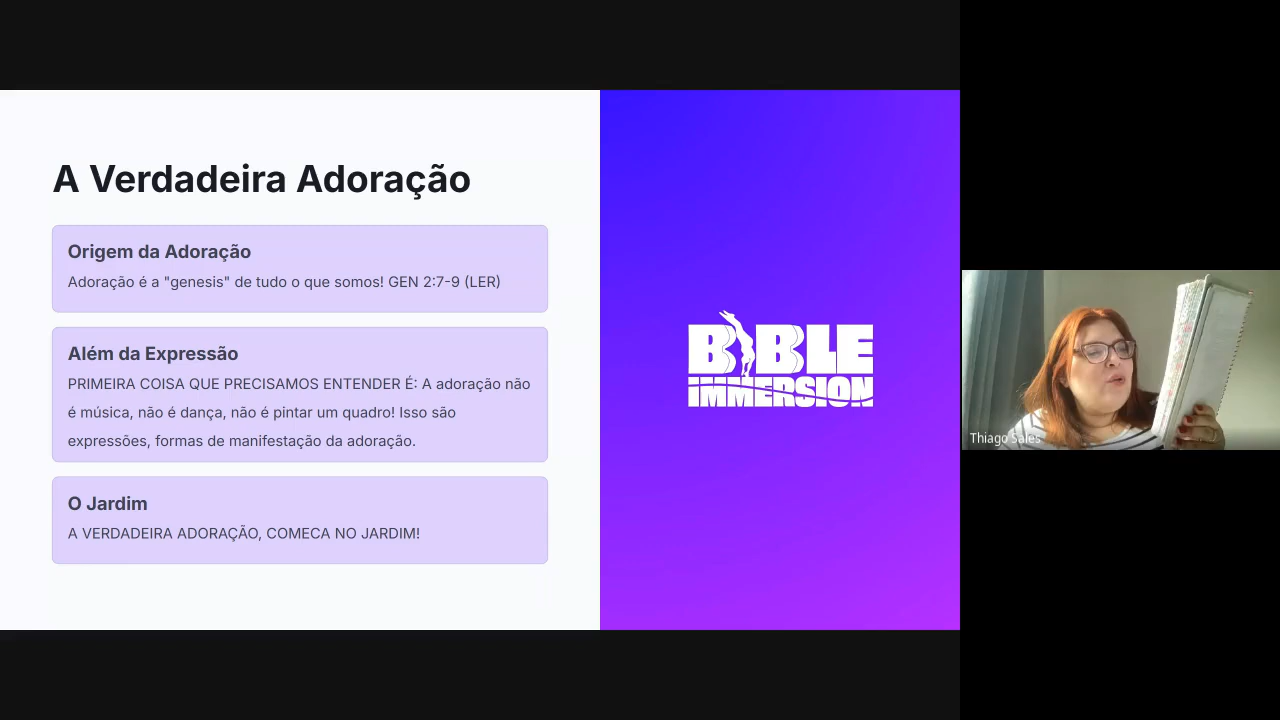 A Verdadeira Adoração
Origem da Adoração
Adoração é a "genesis" de tudo o que somos! GEN 2:7-9 (LER)
Além da Expressão
PRIMEIRA COISA QUE PRECISAMOS ENTENDER É: A adoração não
é música, não é dança, não é pintar um quadro! Isso são
expressões, formas de manifestação da adoração.
O Jardim
A VERDADEIRA ADORAÇÃO, COMECA NO JARDIM!
BIBLE
IMMERSION
Thiago Sales